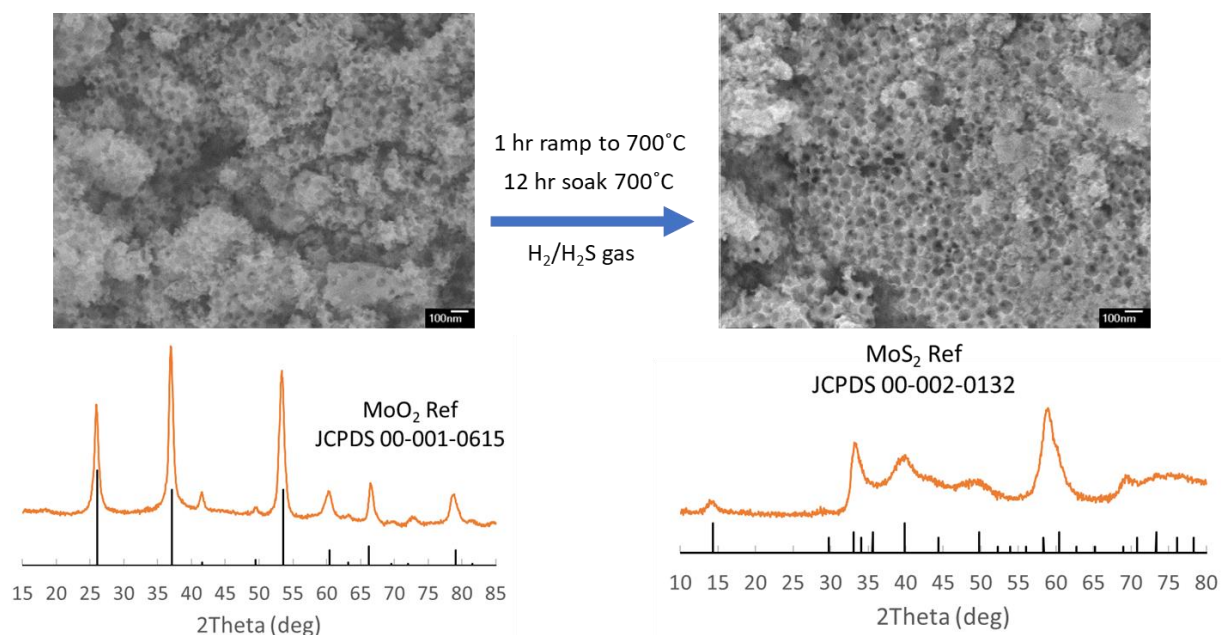 1 hr ramp to 700˚C
12 hr soak 700˚C
H₂/H₂S gas
100nm
100nm
MoO₂ Ref
JCPDS 00-001-0615
15 20 25 30 35 40 45 50 55 60 65 70 75 80 85
2Theta (deg)
MoS₂ Ref
JCPDS 00-002-0132
10 15 20 25 30 35 40 45 50 55 60 65 70 75 80
2Theta (deg)